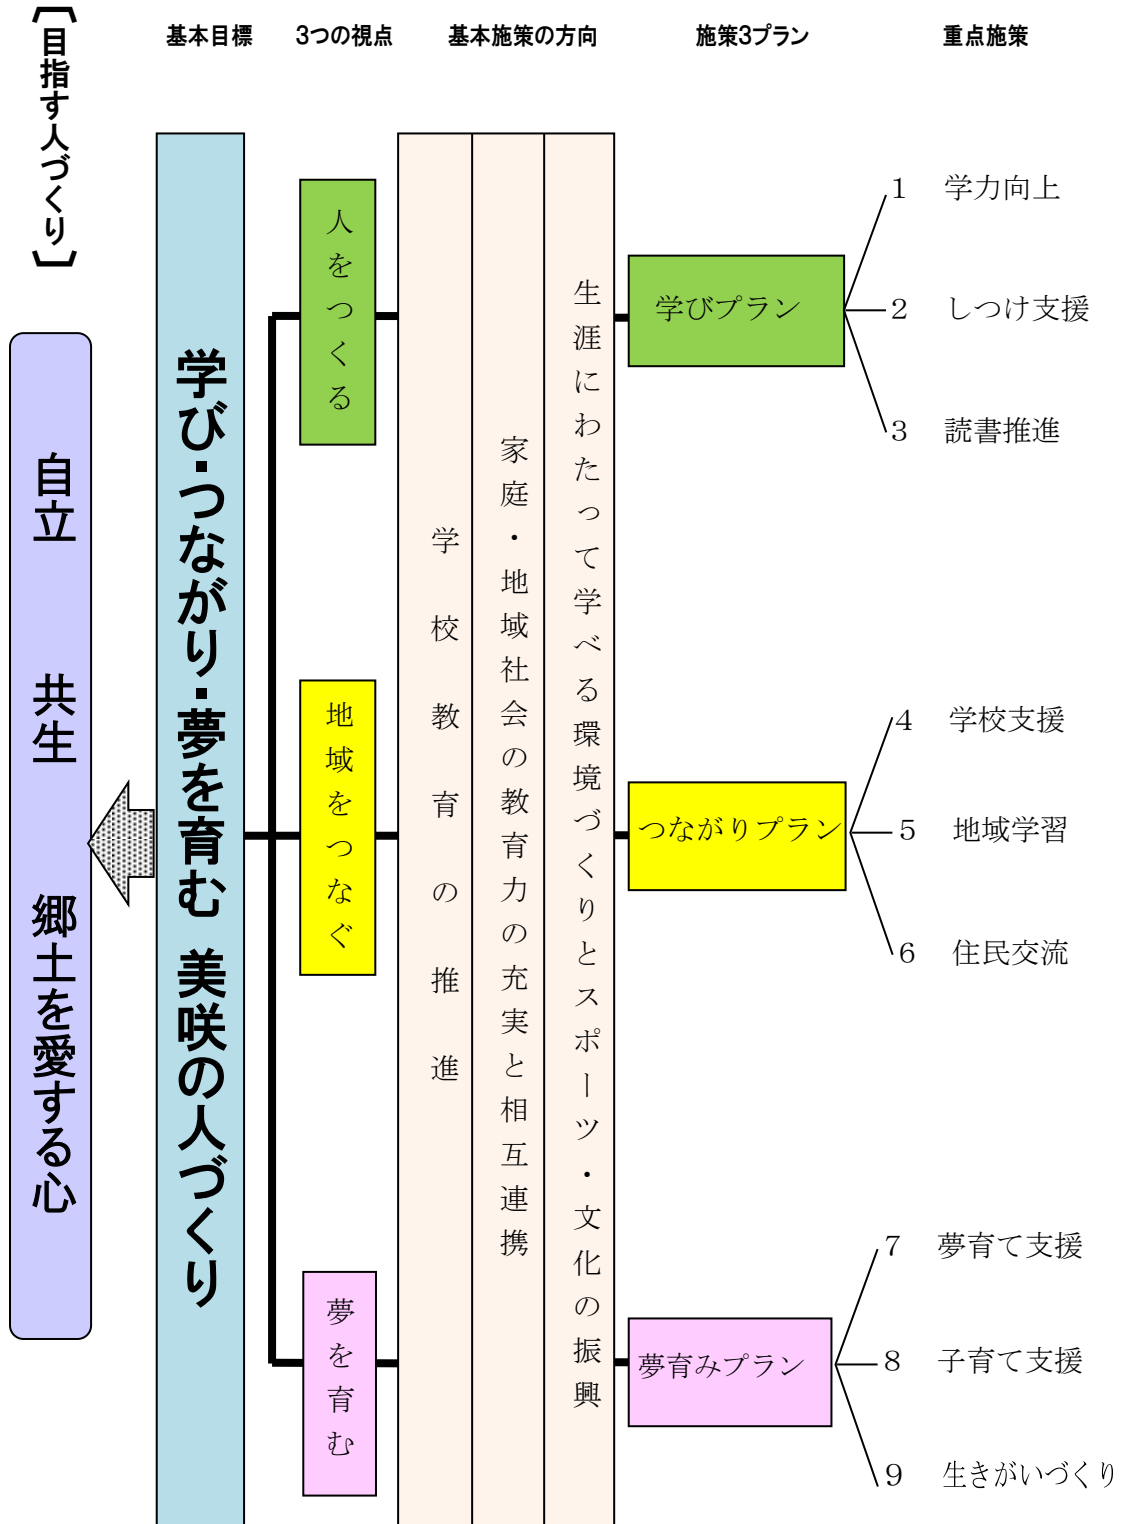 【目指す人づくり】
基本目標
3つの視点
基本施策の方向
施策3プラン
重点施策
自立 共生 郷土を愛する心
学び・つながり・夢を育む 美咲の人づくり
人をつくる
地域をつなぐ
夢を育む
学校教育の推進
家庭・地域社会の教育力の充実と相互連携
生涯にわたって学べる環境づくりとスポーツ・文化の振興
学びプラン
1 学力向上
2 しつけ支援
3 読書推進
つながりプラン
4 学校支援
5 地域学習
6 住民交流
夢育みプラン
7 夢育て支援
8 子育て支援
9 生きがいづくり